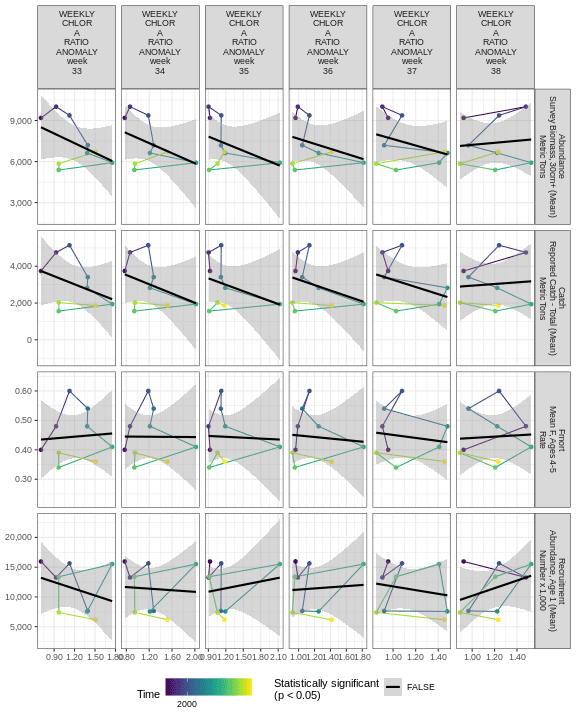 WEEKLY
CHLOR
A
RATIO
ANOMALY
week
33
WEEKLY
CHLOR
A
RATIO
ANOMALY
week
34
WEEKLY
CHLOR
A
RATIO
ANOMALY
week
35
WEEKLY
CHLOR
A
RATIO
ANOMALY
week
36
WEEKLY
CHLOR
A
RATIO
ANOMALY
week
37
WEEKLY
CHLOR
A
RATIO
ANOMALY
week
38
9,000
6,000
3,000
Abundance
Survey Biomass, 30cm+ (Mean)
Metric Tons
4,000
2,000
0
Catch
Reported Catch - Total (Mean)
Metric Tons
0.60
0.50
0.40
0.30
Fmort
Mean F, Ages 4-5
Rate
20,000
15,000
10,000
5,000
Recruitment
Abundance, Age 1 (Mean)
Number x 1,000
0.90 1.20 1.50 1.80
0.80 1.20 1.60 2.00
0.90 1.20 1.50 1.80 2.10
1.00 1.20 1.40 1.60 1.80
1.00 1.20 1.40
1.00 1.20 1.40
Time
2000
Statistically significant
(p < 0.05)
FALSE